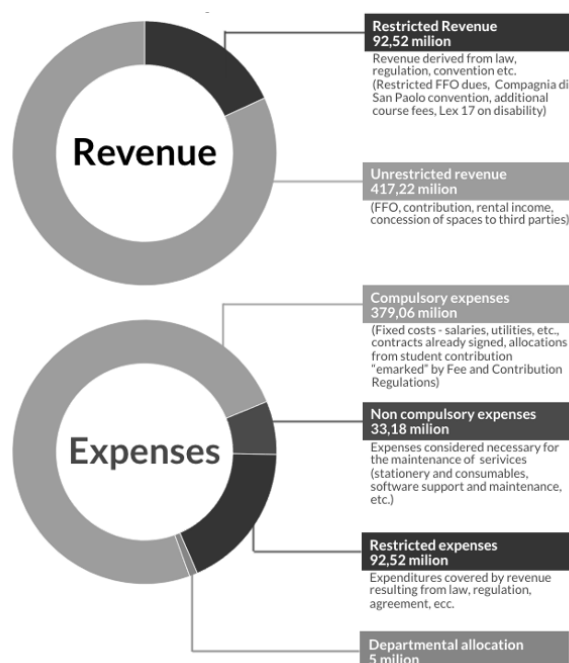 Revenue
Restricted Revenue
92,52 milion
Revenue derived from law,
regulation, convention etc.
(Restricted FFO dues, Compagnia di
San Paolo convention, additional
course fees, Lex 17 on disability)
Unrestricted revenue
417,22 milion
(FFO, contribution, rental income,
concession of spaces to third parties)
Expenses
Compulsory expenses
379,06 milion
(Fixed costs - salaries, utilities, etc.,
contracts already signed, allocations
from student contribution
"emarked" by Fee and Contribution
Regulations)
Non compulsory expenses
33,18 milion
Expenses considered necessary for
the maintenance of serivices
(stationery and consumables,
software support and maintenance,
etc.)
Restricted expenses
92,52 milion
Expenditures covered by revenue
resulting from law, regulation,
agreement, ecc.
Departmental allocation
5 milion